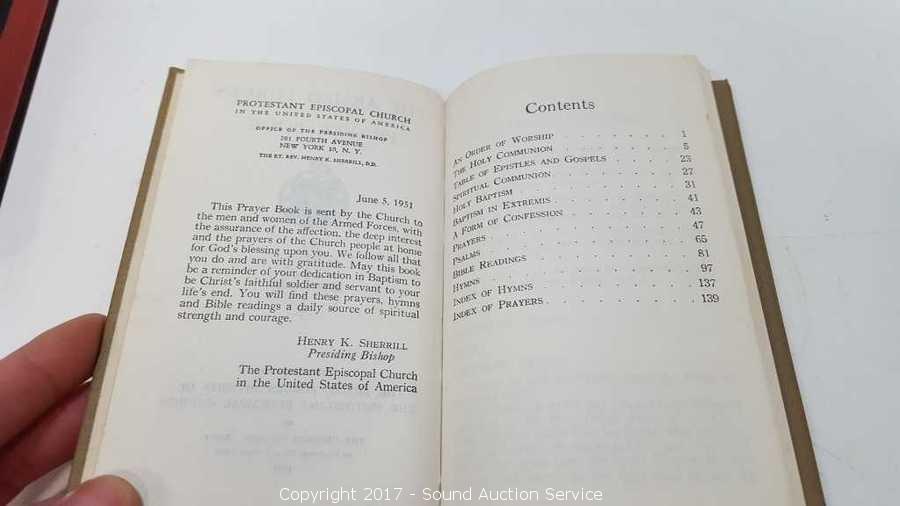 PROTESTANT EPISCOPAL CHURCH
IN THE UNITED STATES OF AMERICA
OFFICE OF THE PRESIDING BISHOP
281 FOURTH AVENUE
NEW YORK 10, N. Y.
THE RT. REV. HENRY K. SHERRILL, D.D.
June 5, 1951
This Prayer Book is sent by the Church to
the men and women of the Armed Forces, with
the assurance of the affection, the deep interest
and the prayers of the Church people at home
for God's blessing upon you. We follow all that
you do and are with gratitude. May this book
be a reminder of your dedication in Baptism to
be Christ's faithful soldier and servant to your
life's end. You will find these prayers, hymns
and Bible readings a daily source of spiritual
strength and courage.
HENRY K. SHERRILL
Presiding Bishop
The Protestant Episcopal Church
in the United States of America
Contents
AN ORDER OF WORSHIP . . . . . . . 1
THE HOLY COMMUNION . . . . . . . 5
TABLE OF EPISTLES AND GOSPELS . . . . . 23
SPIRITUAL COMMUNION . . . . . . . 27
HOLY BAPTISM . . . . . . . . . 31
BAPTISM IN EXTREMIS . . . . . . . 41
A FORM OF CONFESSION . . . . . . . 43
PRAYERS . . . . . . . . . . 47
PSALMS . . . . . . . . . . 65
BIBLE READINGS . . . . . . . . 81
HYMNS . . . . . . . . . . 97
INDEX OF HYMNS . . . . . . . . 137
INDEX OF PRAYERS . . . . . . . . 139
Copyright 2017 - Sound Auction Service